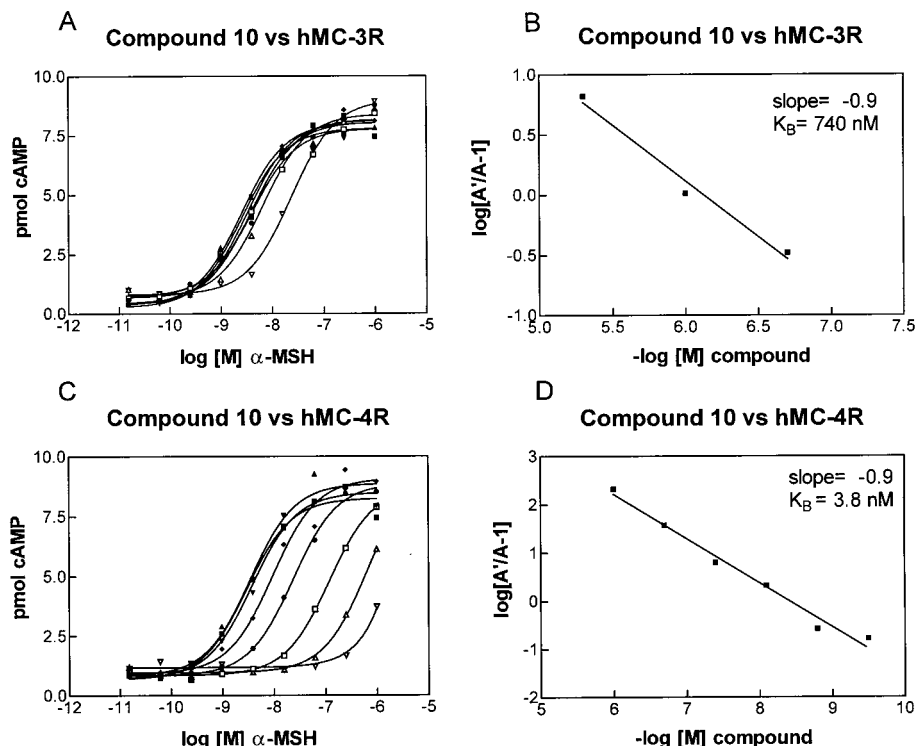 A
Compound 10 vs hMC-3R
pmol cAMP
10.0
7.5
5.0
2.5
0.0
-12 -11 -10 -9 -8 -7 -6 -5
log [M] α-MSH
B
Compound 10 vs hMC-3R
log[A'/A-1]
1.0
0.5
0.0
-0.5
-1.0
5.0 5.5 6.0 6.5 7.0 7.5
slope= -0.9
KB= 740 nM
-log [M] compound
C
Compound 10 vs hMC-4R
pmol cAMP
10.0
7.5
5.0
2.5
0.0
-12 -11 -10 -9 -8 -7 -6 -5
log [M] α-MSH
D
Compound 10 vs hMC-4R
log[A'/A-1]
3
2
1
0
-1
-2
6 7 8 9 10
slope= -0.9
KB = 3.8 nM
-log [M] compound